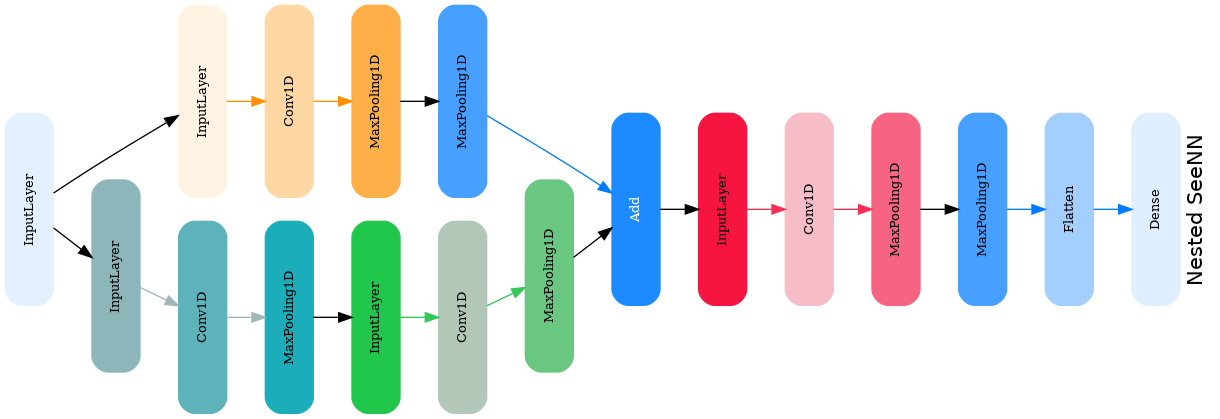 InputLayer
InputLayer
Conv1D
MaxPooling1D
MaxPooling1D
InputLayer
Conv1D
MaxPooling1D
InputLayer
Conv1D
MaxPooling1D
Add
InputLayer
Conv1D
MaxPooling1D
MaxPooling1D
Flatten
Dense
Nested SeeNN